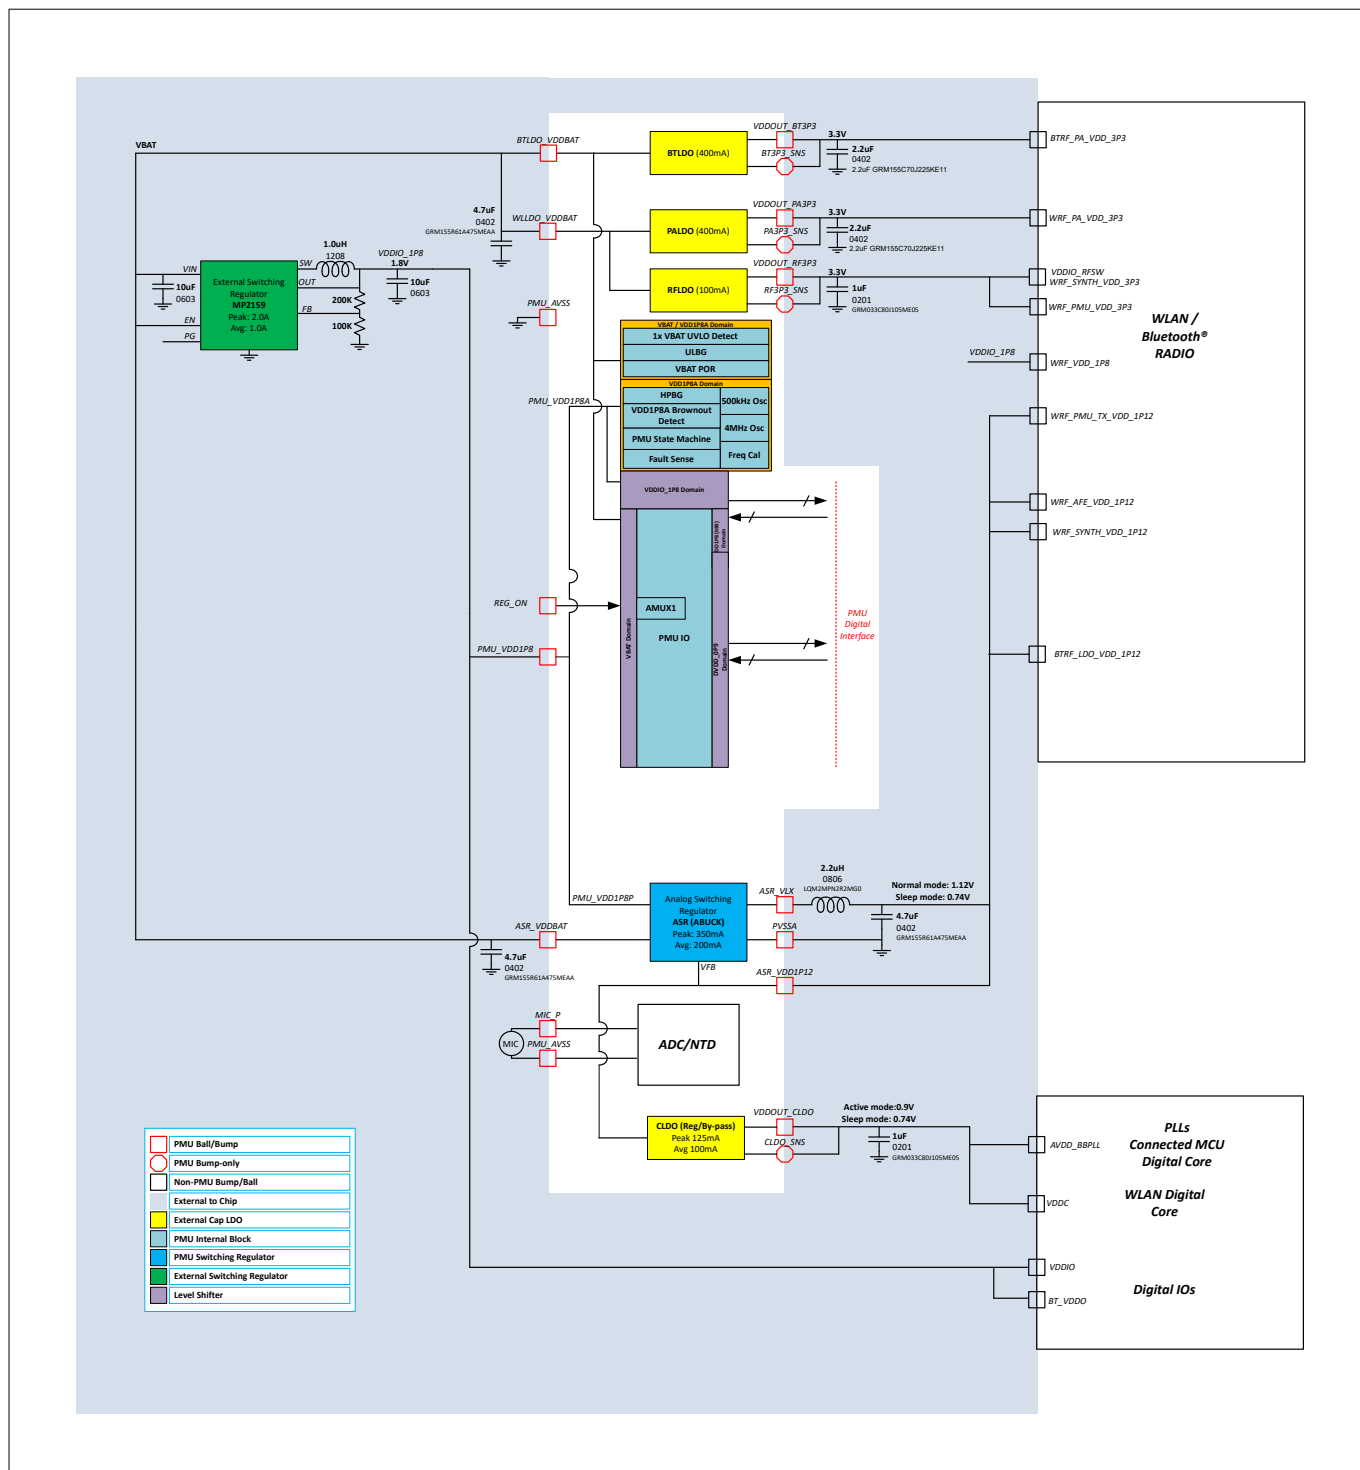 VBAT
BTLDO_VDDBAT
4.7uF
0402
GRM155R61A475MEAA
WLLDO_VDDBAT
1.0uH
1208
VDDIO_1P8
1.8V
SW
OUT
FB
VIN
EN
PG
10uF
0603
External Switching
Regulator
MP2159
Peak: 2.0A
Avg: 1.0A
200K
100K
10uF
0603
PMU_AVSS
BTLDO (400mA)
VDDOUT_BT3P3
BT3P3_SNS
3.3V
2.2uF
0402
2.2uF GRM155C70J225KE11
PALDO (400mA)
VDDOUT_PA3P3
PA3P3_SNS
3.3V
2.2uF
0402
2.2uF GRM155C70J225KE11
RFLDO (100mA)
VDDOUT_RF3P3
RF3P3_SNS
3.3V
1uF
0201
GRM033C80J105ME05
VBAT / VDD1P8A Domain
1x VBAT UVLO Detect
ULBG
VBAT POR
VDD1P8A Domain
HPBG
VDD1P8A Brownout
Detect
PMU State Machine
Fault Sense
500kHz Osc
4MHz Osc
Freq Cal
PMU_VDD1P8A
VDDIO_1P8 Domain
VBAT Domain
AMUX1
PMU IO
DVDD_0P9
Domain
REG_ON
PMU_VDD1P8
PMU
Digital
Interface
BTRF_PA_VDD_3P3
WRF_PA_VDD_3P3
VDDIO_RFSW
WRF_SYNTH_VDD_3P3
WRF_PMU_VDD_3P3
VDDIO_1P8
WRF_VDD_1P8
WRF_PMU_TX_VDD_1P12
WRF_AFE_VDD_1P12
WRF_SYNTH_VDD_1P12
BTRF_LDO_VDD_1P12
WLAN /
Bluetooth®
RADIO
PMU_VDD1P8P
ASR_VDDBAT
4.7uF
0402
GRM155R61A475MEAA
Analog Switching
Regulator
ASR (ABUCK)
Peak: 350mA
Avg: 200mA
VFB
ASR_VLX
PVSSA
ASR_VDD1P12
2.2uH
0806
LQM2MPN2R2MG0
Normal mode: 1.12V
Sleep mode: 0.74V
4.7uF
0402
GRM155R61A475MEAA
MIC_P
MIC
PMU_AVSS
ADC/NTD
CLDO (Reg/By-pass)
Peak 125mA
Avg 100mA
VDDOUT_CLDO
CLDO_SNS
Active mode:0.9V
Sleep mode: 0.74V
1uF
0201
GRM033C80J105ME05
AVDD_BBPLL
VDDC
VDDIO
BT_VDDO
PLLs
Connected MCU
Digital Core
WLAN Digital
Core
Digital IOs
PMU Ball/Bump
PMU Bump-only
Non-PMU Bump/Ball
External to Chip
External Cap LDO
PMU Internal Block
PMU Switching Regulator
External Switching Regulator
Level Shifter